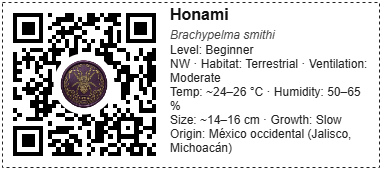 Honami
Brachypelma smithi
Level: Beginner
NW · Habitat: Terrestrial · Ventilation:
Moderate
Temp: ~24–26 °C · Humidity: 50–65
%
Size: ~14–16 cm · Growth: Slow
Origin: México occidental (Jalisco,
Michoacán)